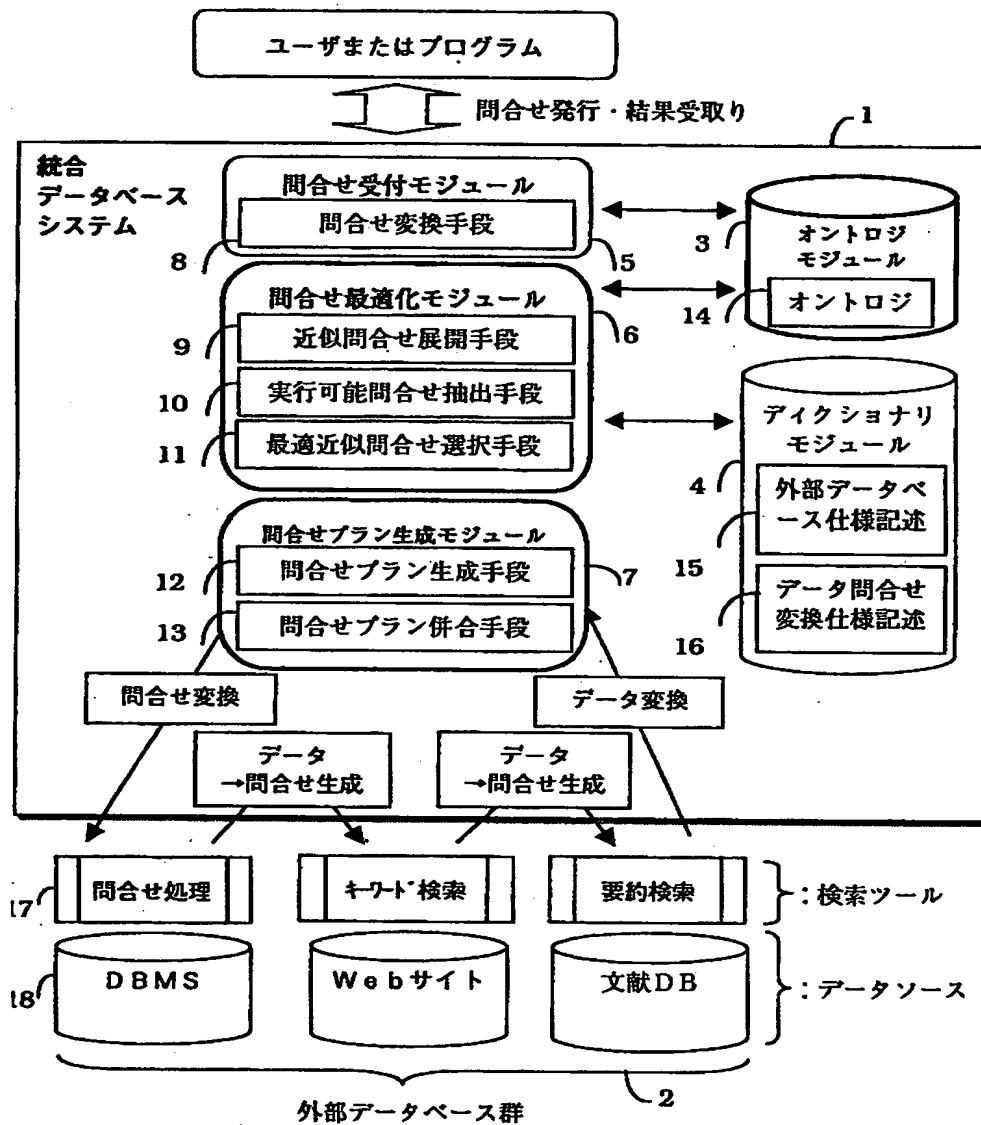 ユーザまたはプログラム
問合せ発行・結果受取り
1
統合
データベース
システム
問合せ受付モジュール
問合せ変換手段
8
5
3
オントロジ
モジュール
14
オントロジ
問合せ最適化モジュール
6
9
近似問合せ展開手段
10
実行可能問合せ抽出手段
11
最適近似問合せ選択手段
ディクショナリ
モジュール
4
外部データベ
ース仕様記述
15
データ問合せ
変換仕様記述
16
問合せプラン生成モジュール
12
問合せプラン生成手段
7
13
問合せプラン併合手段
問合せ変換
データ変換
データ
→問合せ生成
データ
→問合せ生成
17
問合せ処理
キーワード検索
要約検索
：検索ツール
18
DBMS
Webサイト
文献DB
：データソース
2
外部データベース群